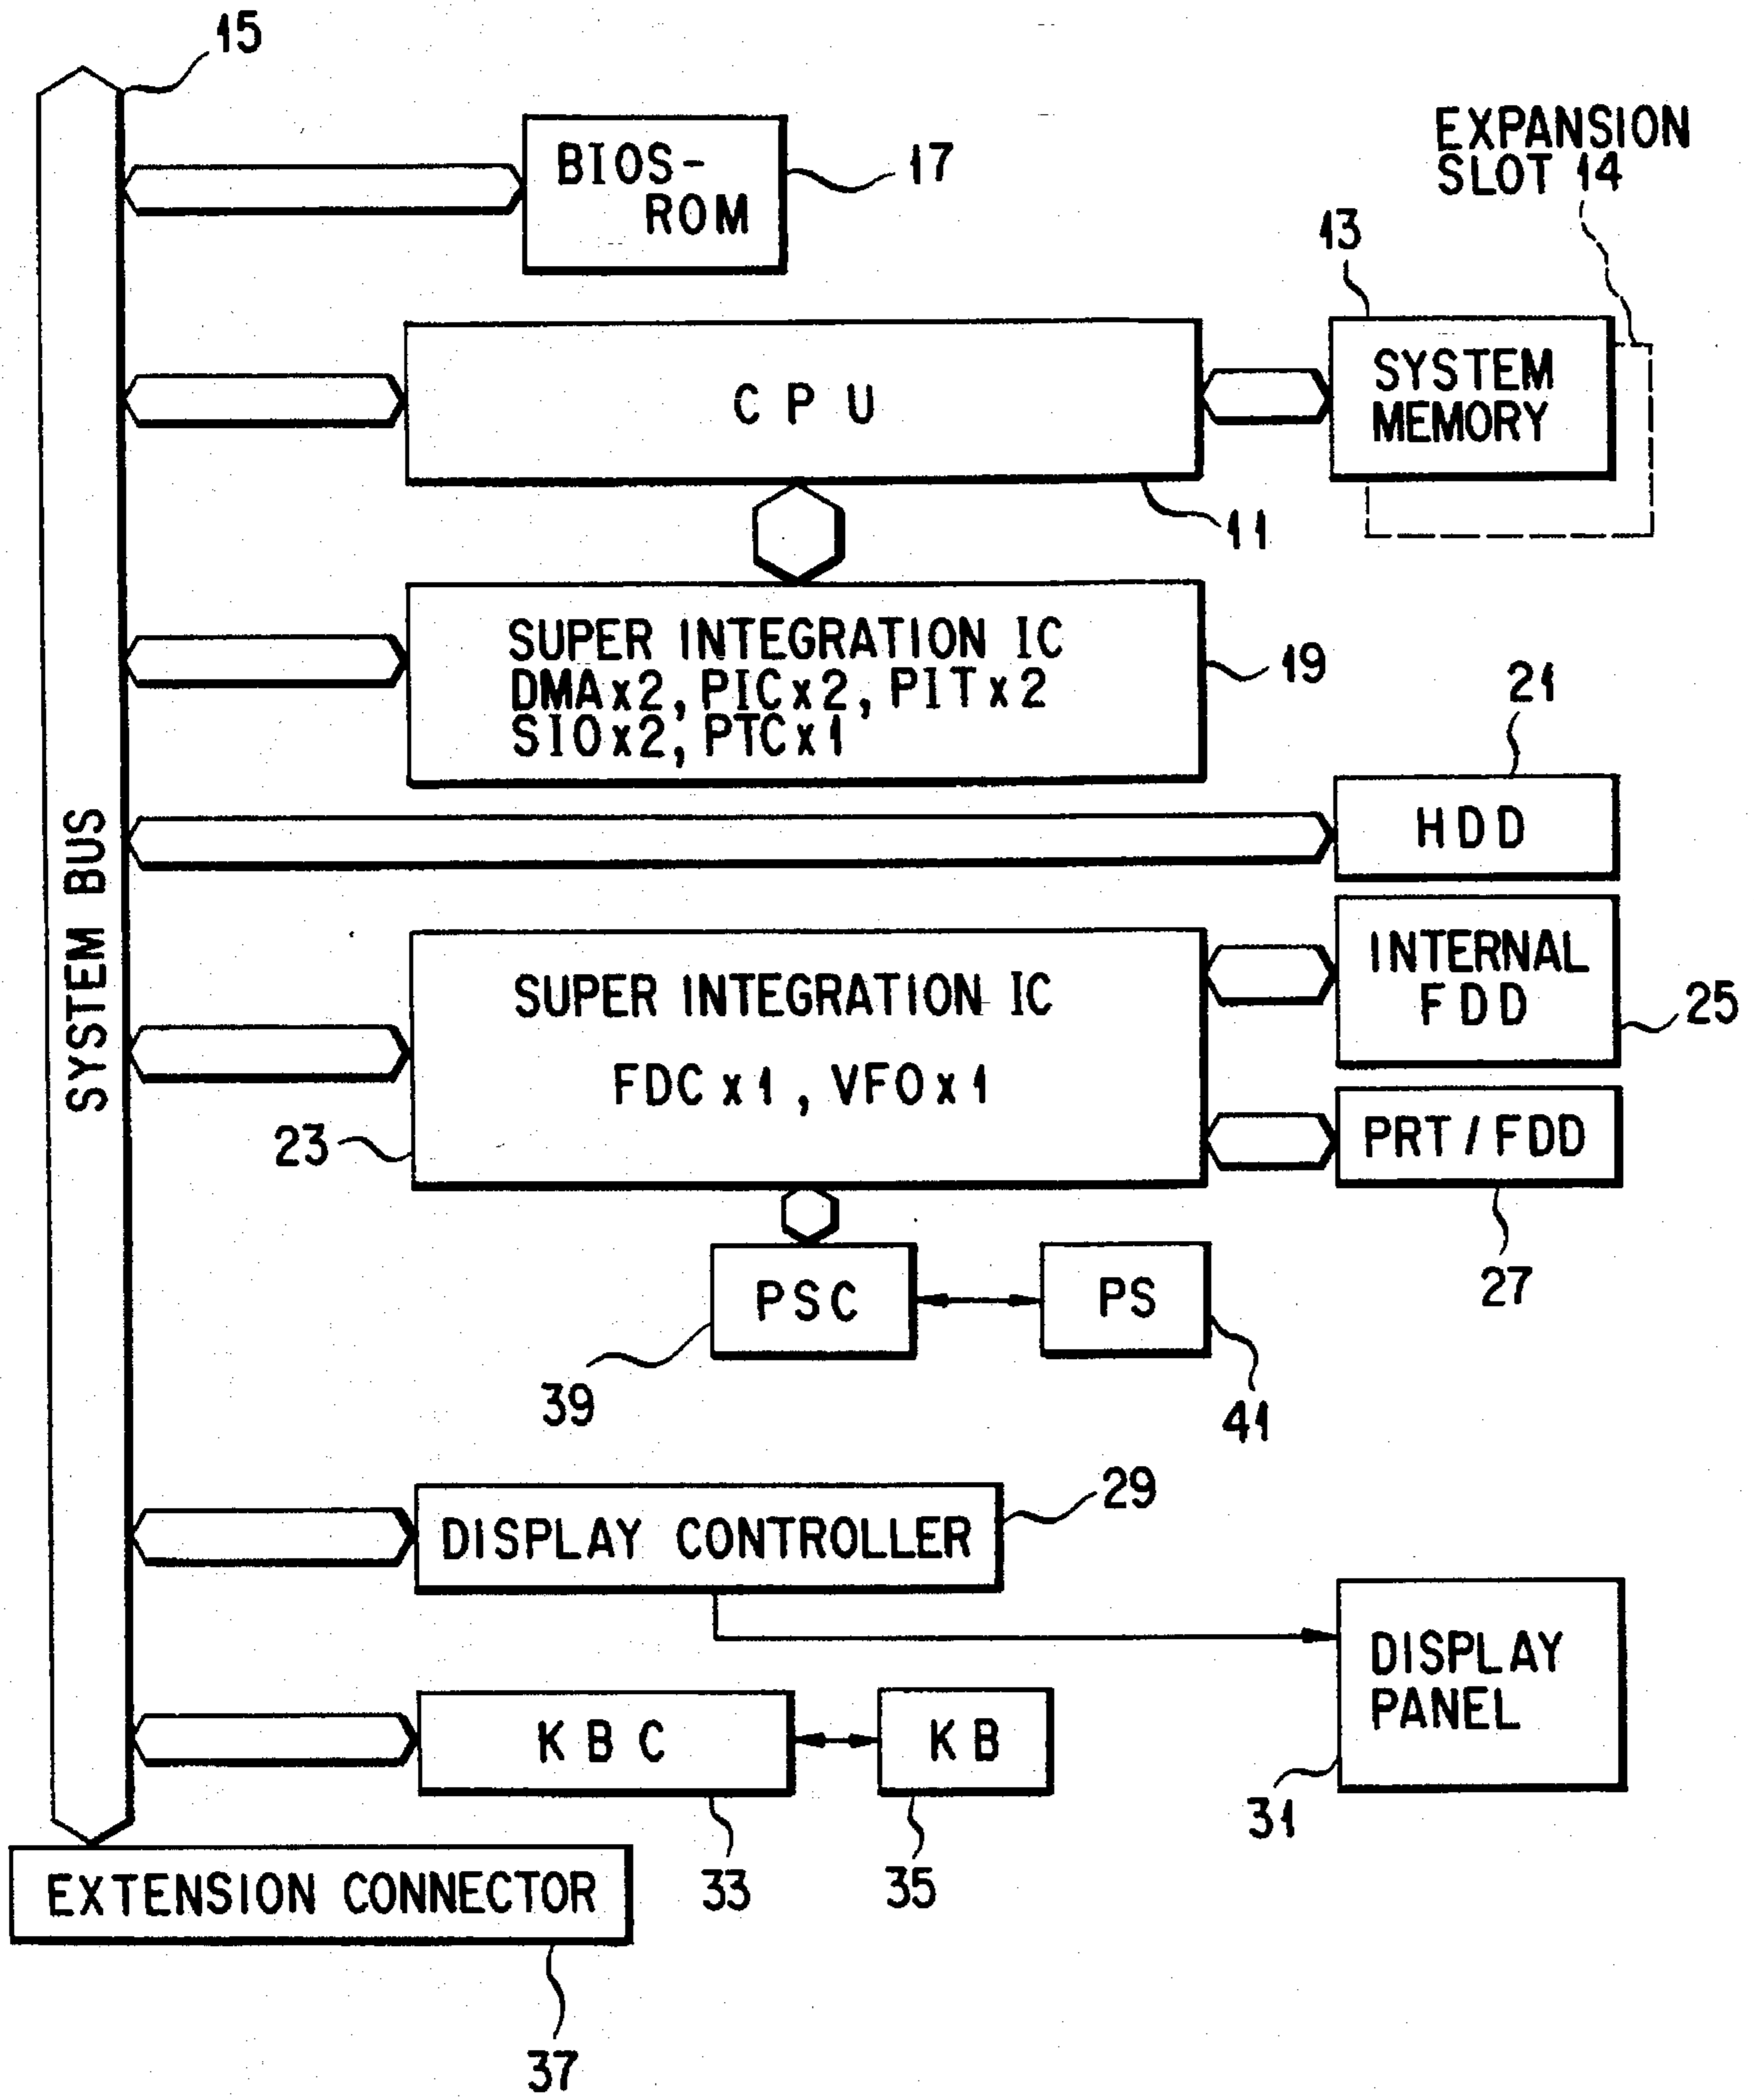 15
BIOS-
ROM
17
EXPANSION
SLOT 14
13
CPU
SYSTEM
MEMORY
11
SUPER INTEGRATION IC
DMAx2, PICx2, PITx2
SIOx2, PTCx1
19
21
HDD
SYSTEM BUS
SUPER INTEGRATION IC
FDCx1, VFOx1
23
INTERNAL
FDD
25
PRT/FDD
27
PSC
PS
39
41
DISPLAY CONTROLLER
29
DISPLAY
PANEL
31
KBC
KB
33
35
EXTENSION CONNECTOR
37